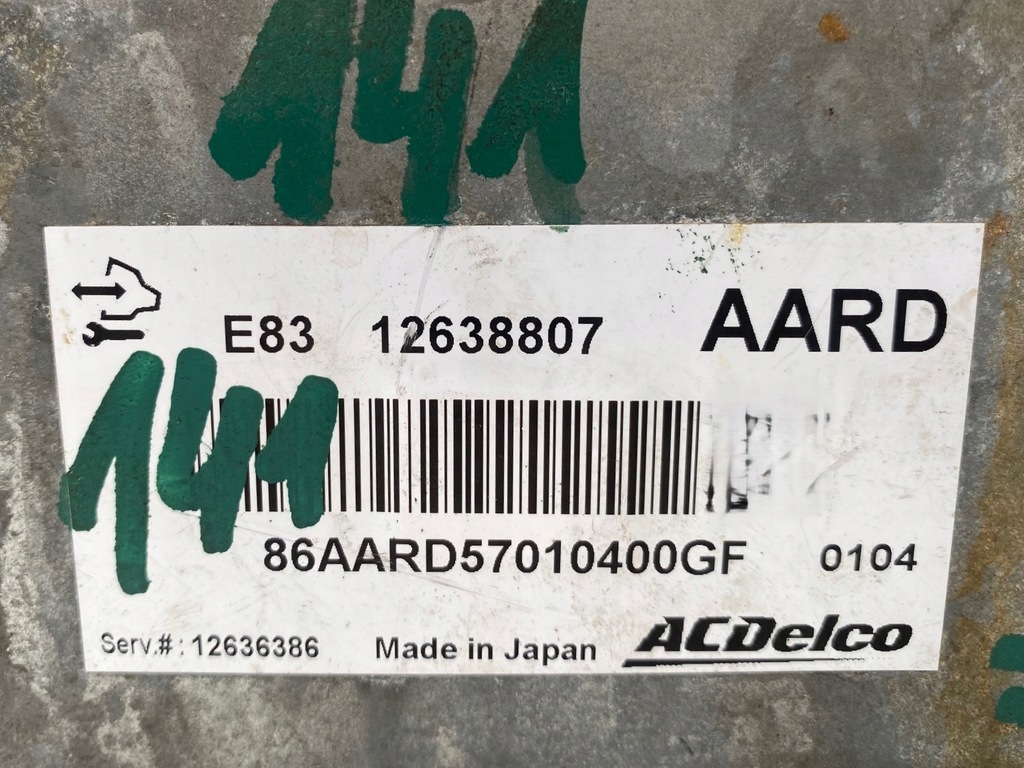 141
E83 12638807 AARD
141
86AARD57010400GF 0104
Serv.#: 12636386 Made in Japan ACDelco